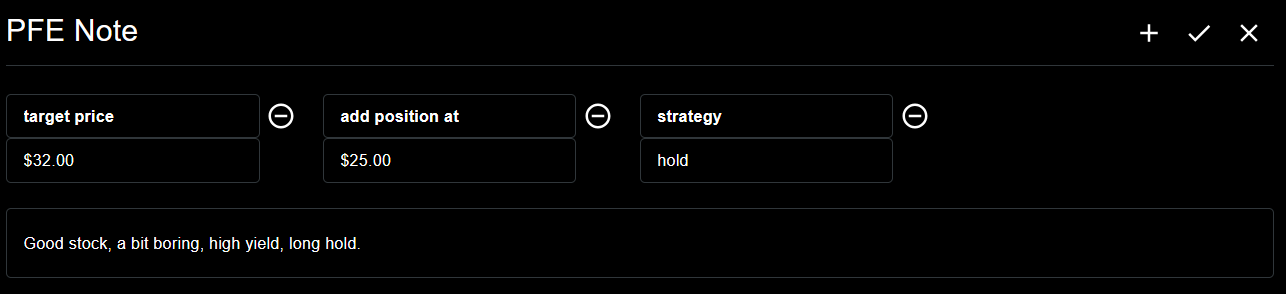 PFE Note
target price
add position at
strategy
$32.00
$25.00
hold
Good stock, a bit boring, high yield, long hold.